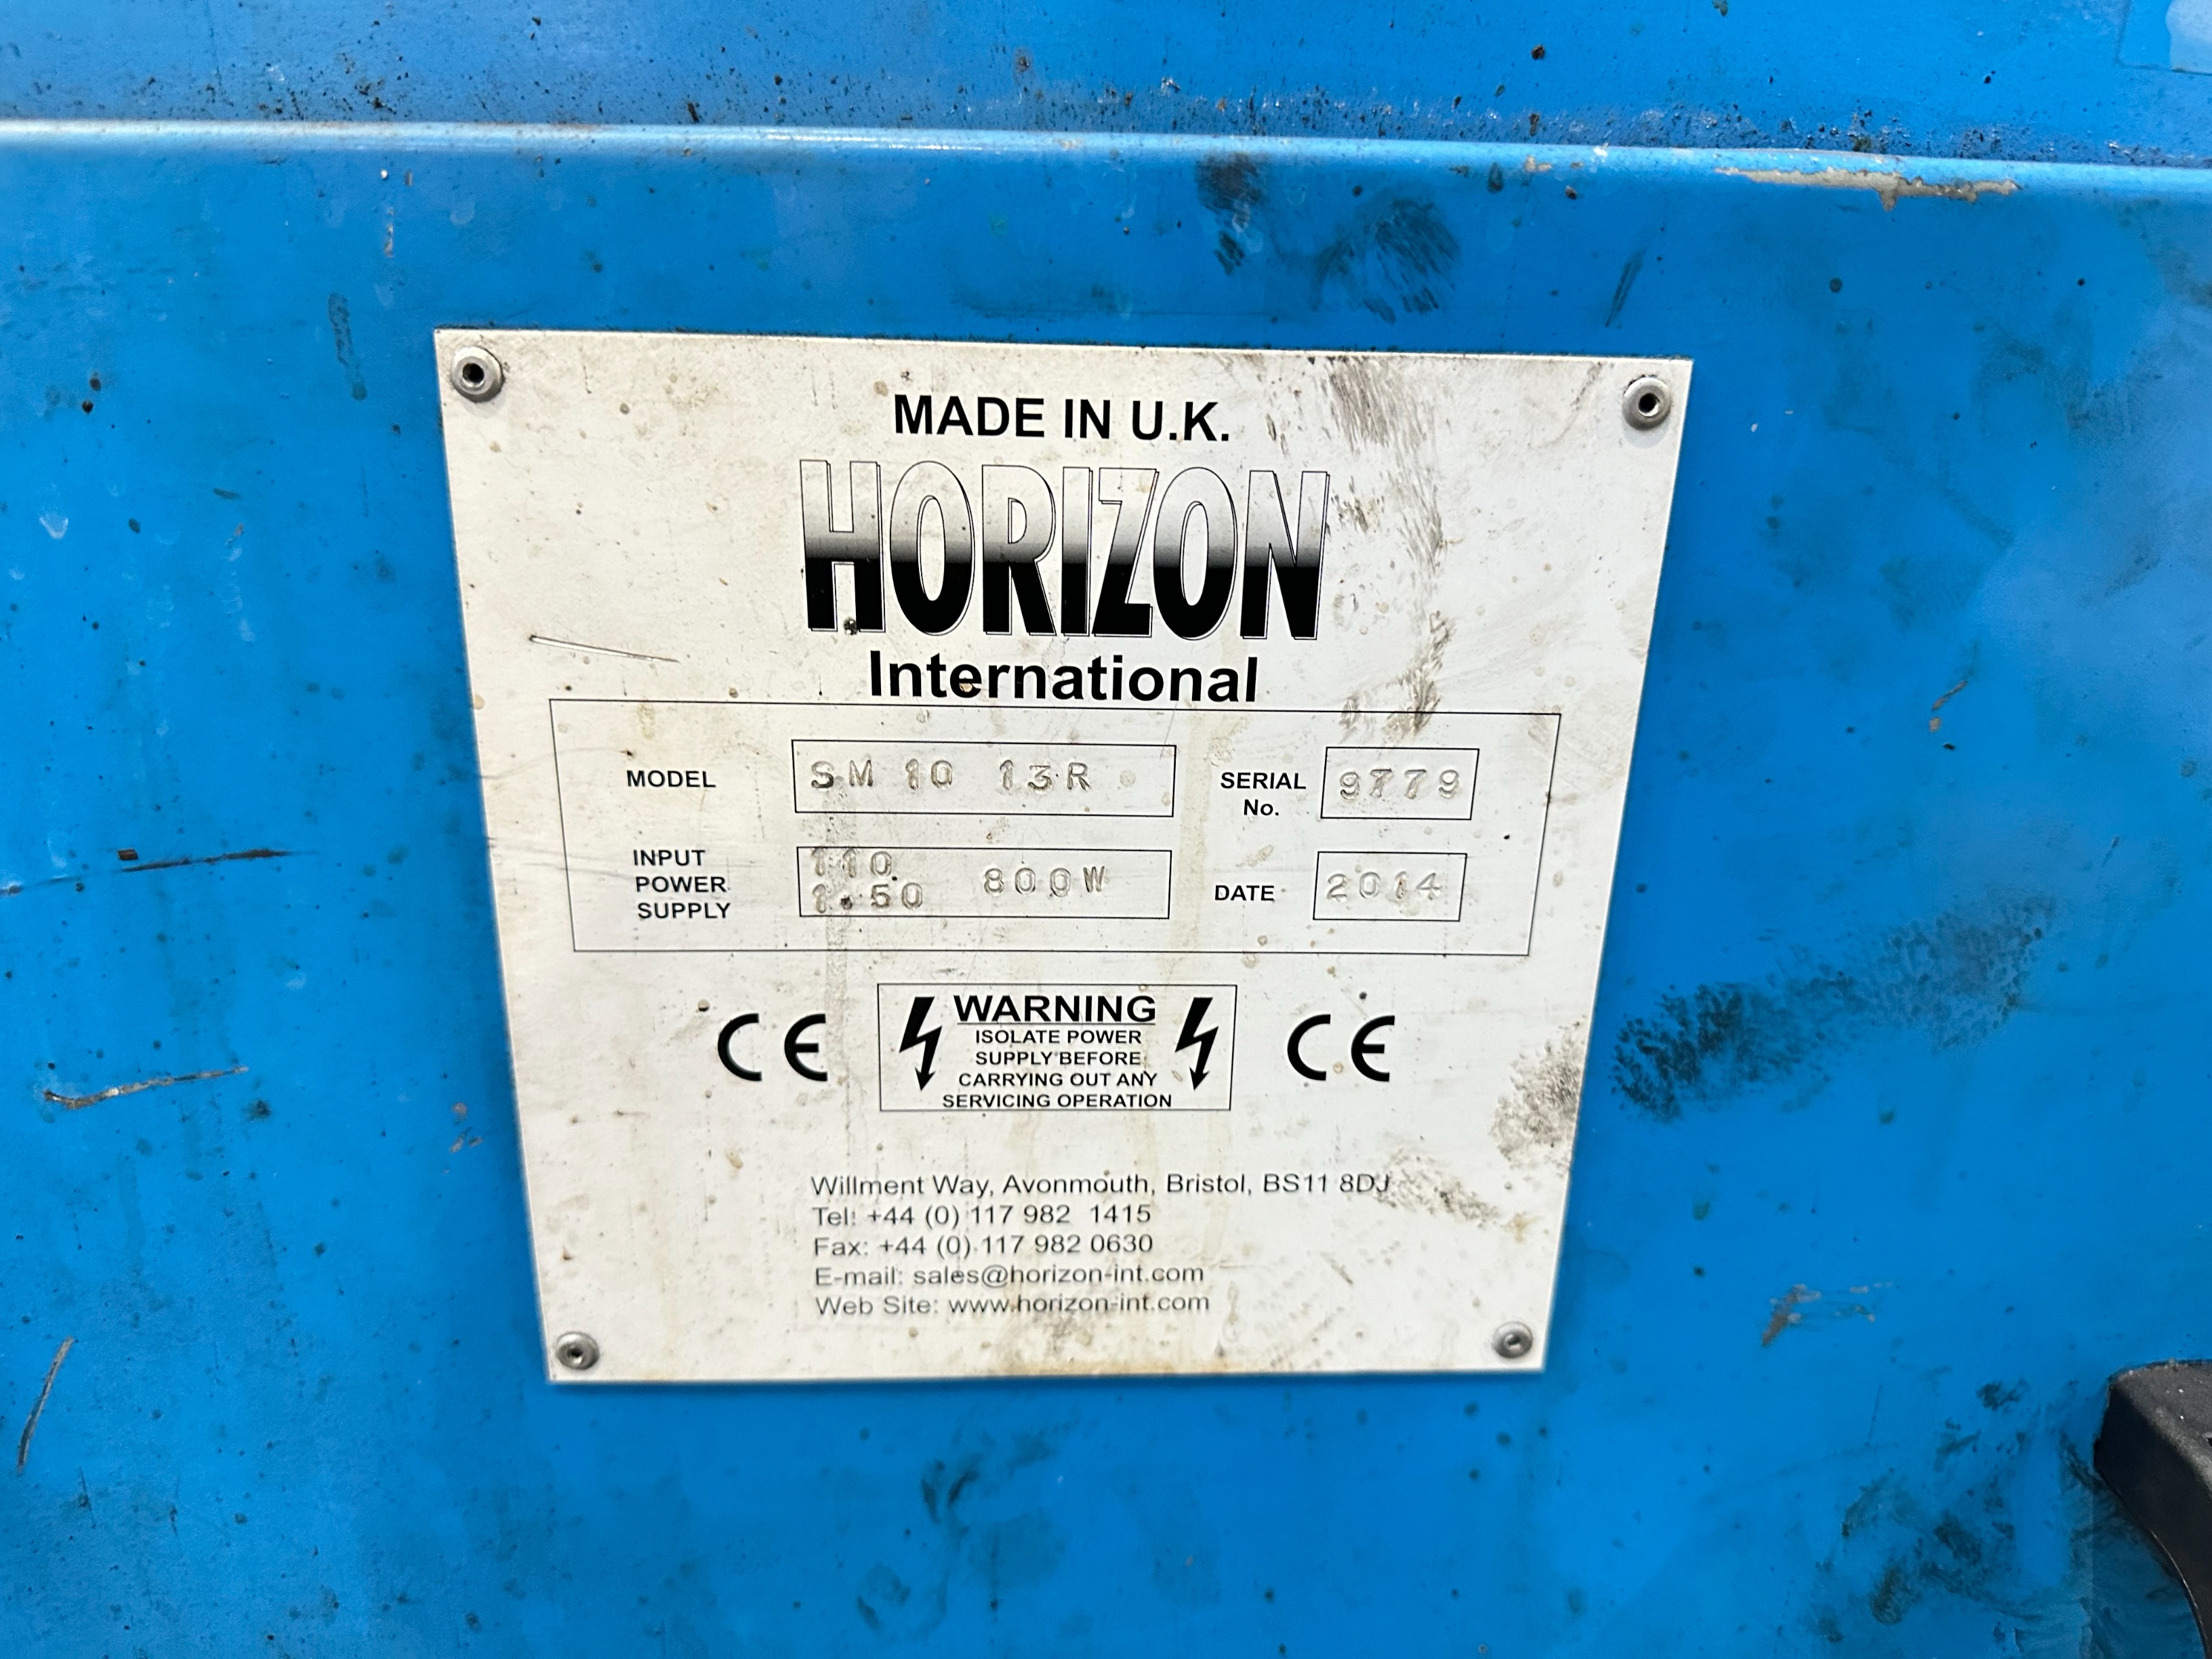 MADE IN U.K.
HORIZON
International
MODEL SM 10 13R SERIAL No. 9779
INPUT POWER SUPPLY 110 1.50 800W DATE 2014
CE WARNING CE
ISOLATE POWER
SUPPLY BEFORE
CARRYING OUT ANY
SERVICING OPERATION
Willment Way, Avonmouth, Bristol, BS11 8DJ
Tel: +44 (0) 117 982 1415
Fax: +44 (0) 117 982 0630
E-mail: sales@horizon-int.com
Web Site: www.horizon-int.com